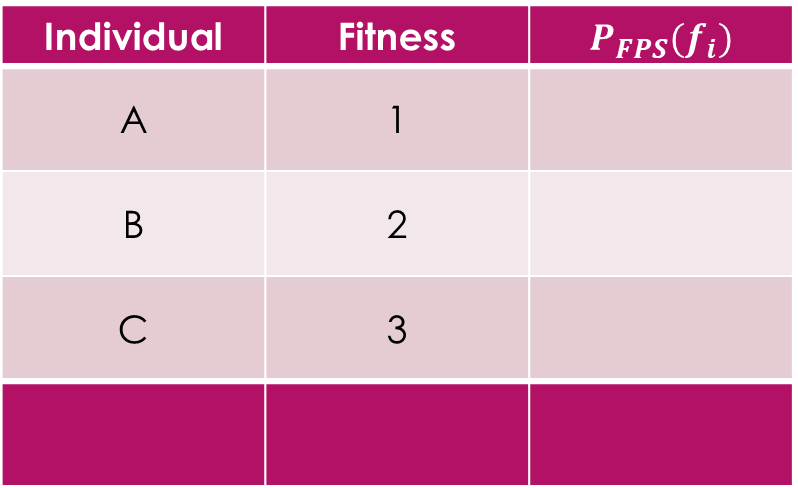 Individual Fitness P_FPS(f_i)
A 1
B 2
C 3